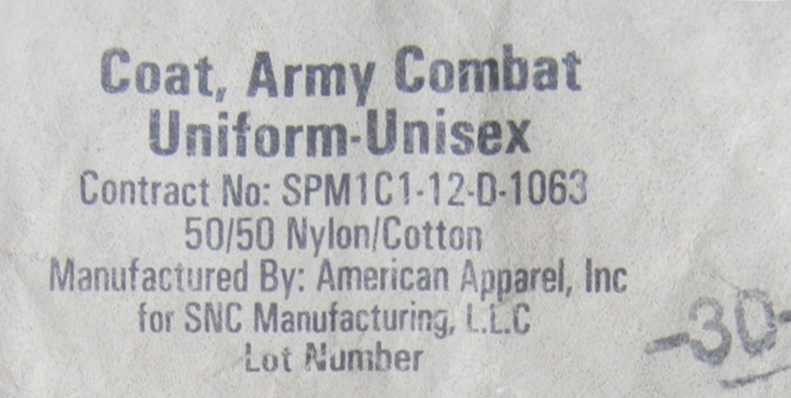 Coat, Army Combat
Uniform-Unisex
Contract No: SPM1C1-12-D-1063
50/50 Nylon/Cotton
Manufactured By: American Apparel, Inc
for SNC Manufacturing, L.L.C
Lot Number
-30-